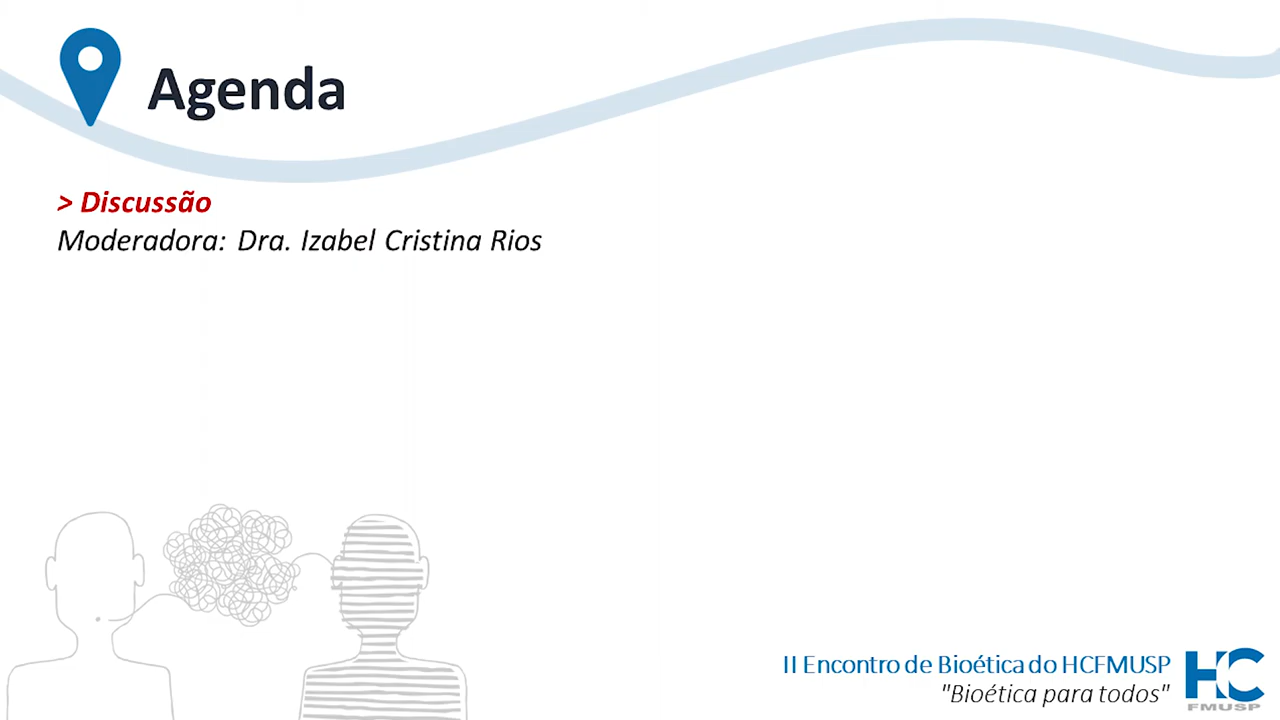 Agenda
> Discussão
Moderadora: Dra. Izabel Cristina Rios
II Encontro de Bioética do HCFMUSP
"Bioética para todos"
HC
FMUSP